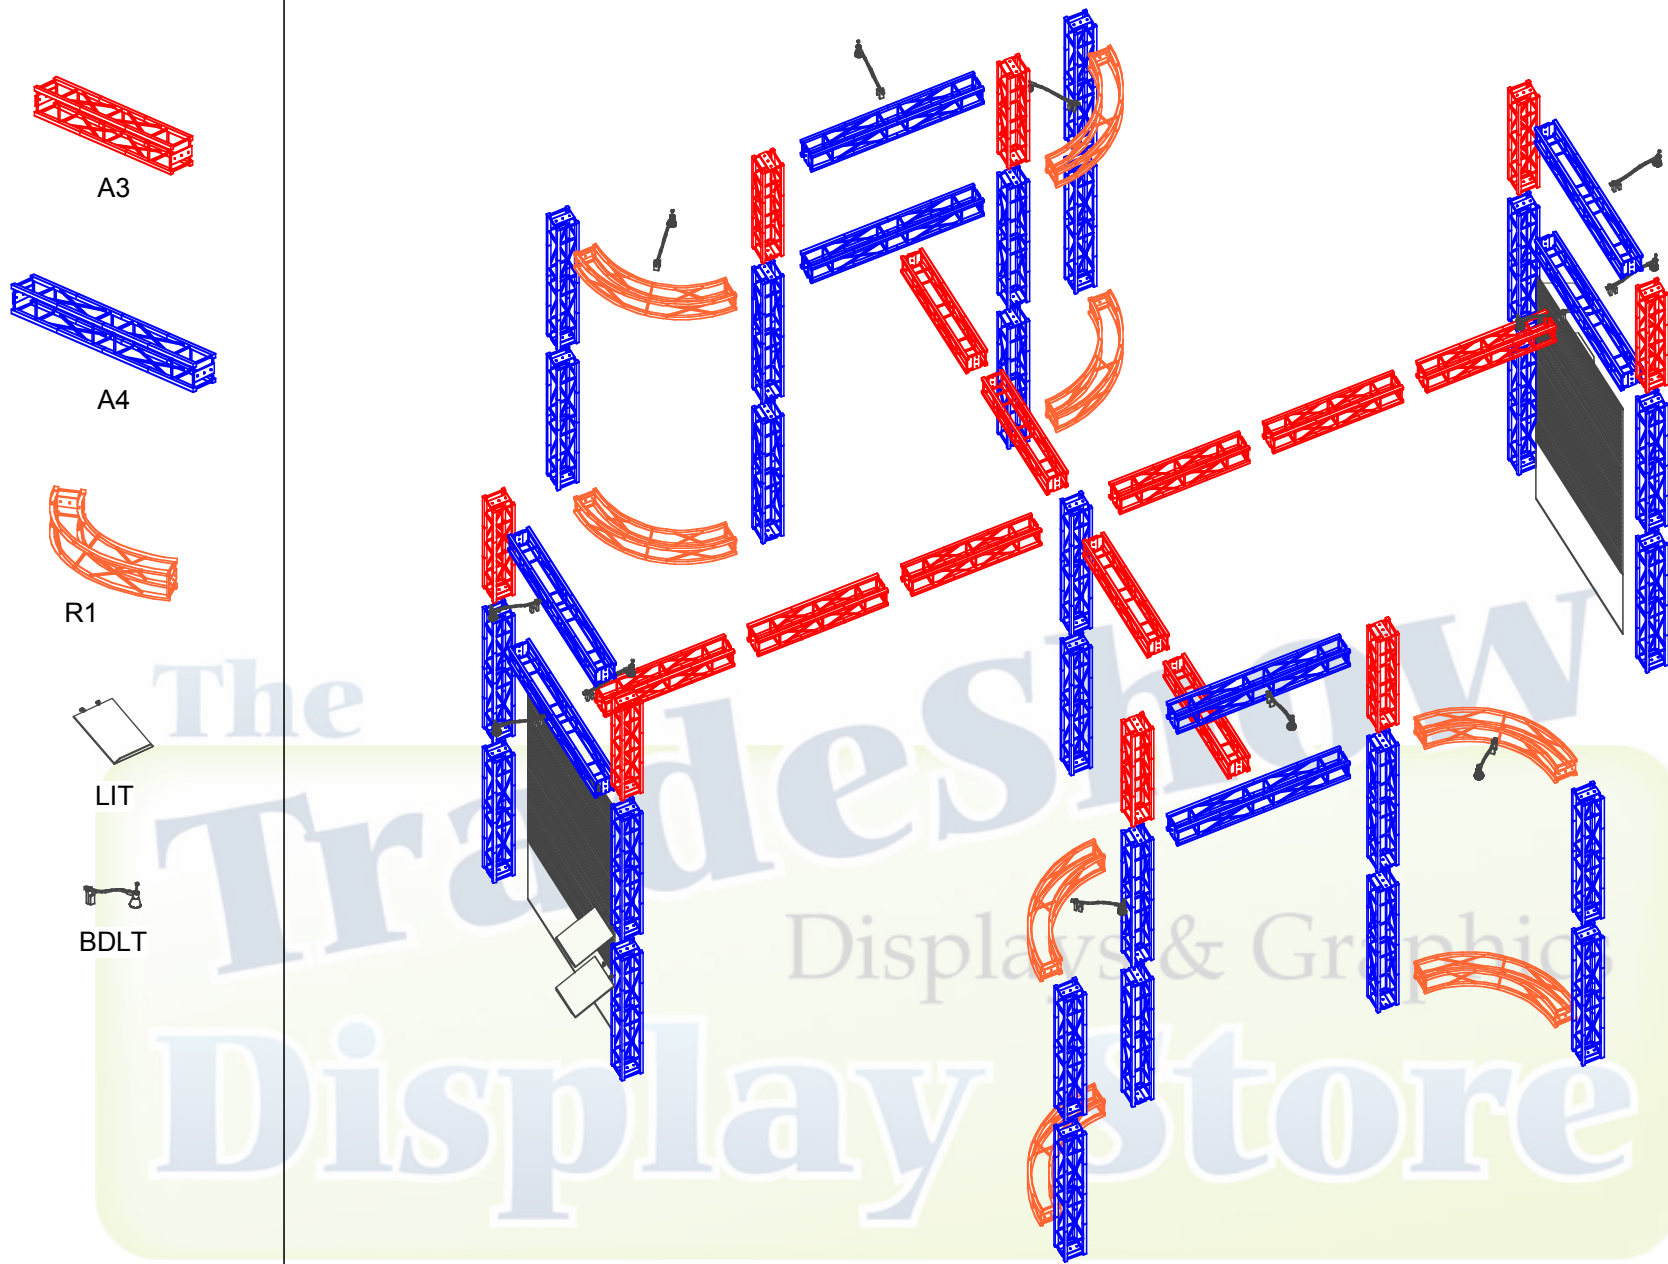 A3
A4
R1
LIT
BDLT
The
TradeShow
Displays & Graphics
Display Store